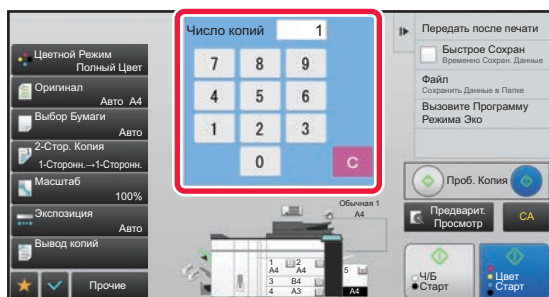 Цветной Режим
Полный Цвет
Оригинал
Авто A4
Выбор Бумаги
Авто
2-Стор. Копия
1-Сторонн.→1-Сторонн.
Масштаб
100%
Экспозиция
Авто
Вывод копий
Прочие
Число копий 1
7 8 9
4 5 6
1 2 3
0 C
Обычная 1
A4
1 A4
2 A4
3 B4
4 A3
5
A4
Передать после печати
Быстрое Сохран
Временно Сохран. Данные
Файл
Сохранить Данные в Папке
Вызовите Программу
Режима Эко
Проб. Копия
Предварит.
Просмотр
CA
Ч/Б
Старт
Цвет
Старт